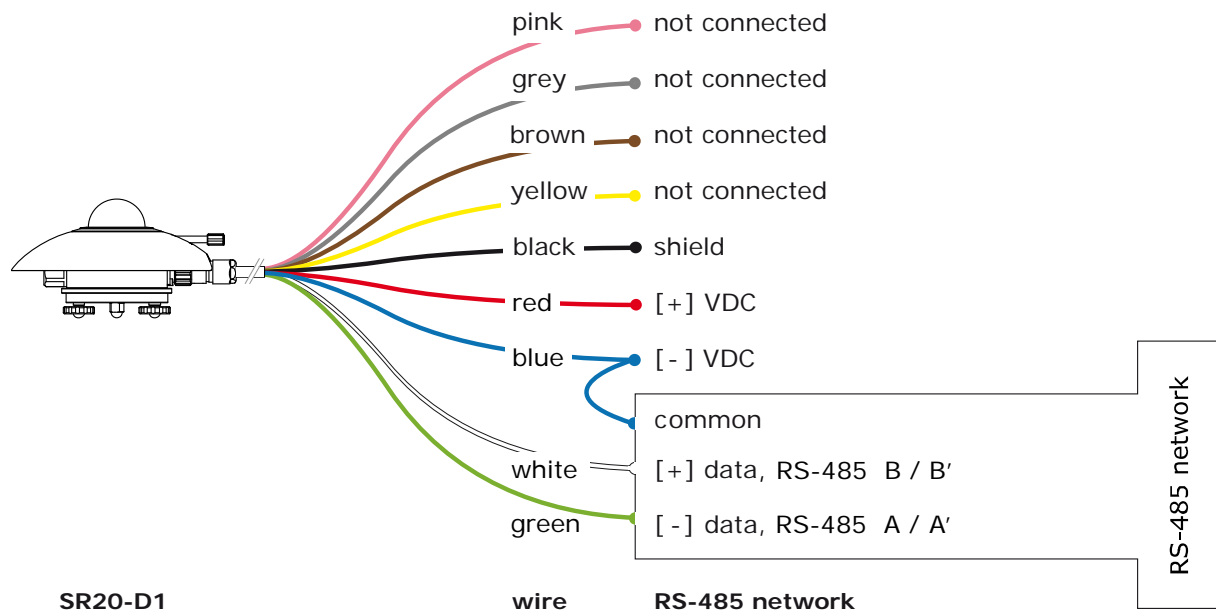 pink not connected
grey not connected
brown not connected
yellow not connected
black shield
red [+] VDC
blue [-] VDC
common
white [+] data, RS-485 B / B'
green [-] data, RS-485 A / A'
RS-485 network
SR20-D1 wire RS-485 network